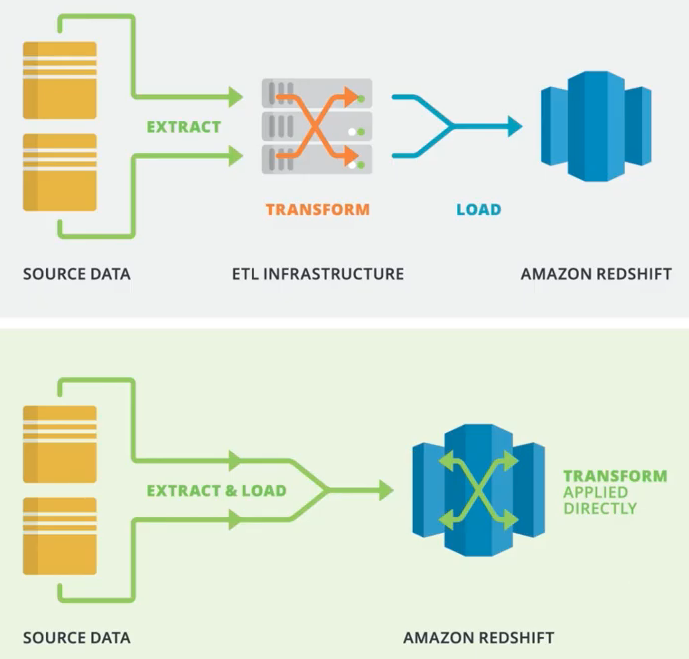 EXTRACT
TRANSFORM
LOAD
SOURCE DATA
ETL INFRASTRUCTURE
AMAZON REDSHIFT
EXTRACT & LOAD
TRANSFORM
APPLIED
DIRECTLY
SOURCE DATA
AMAZON REDSHIFT